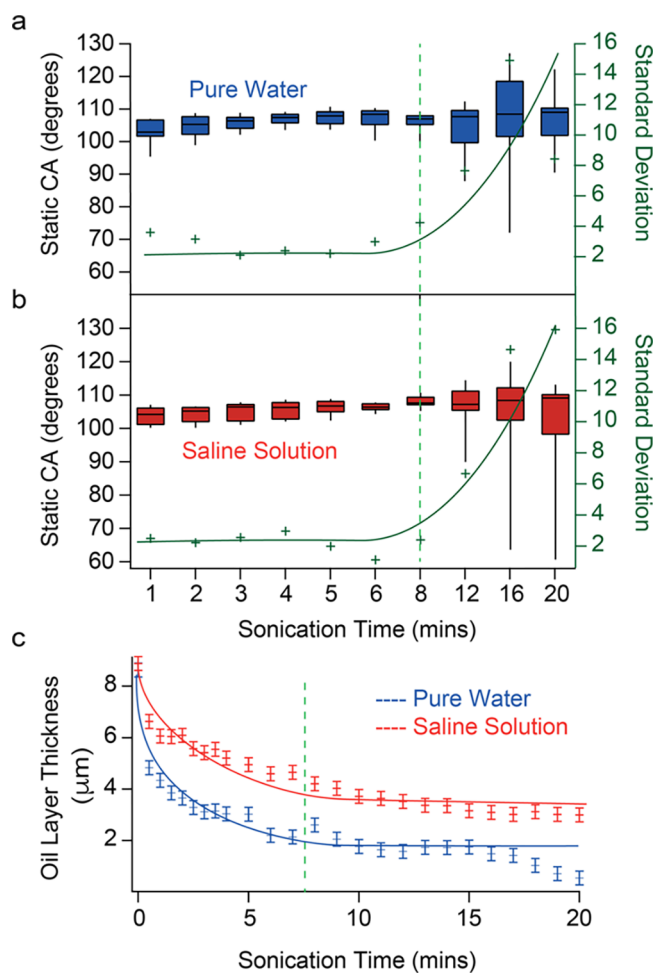 a
130
120
110
100
90
80
70
60
Static CA (degrees)
Pure Water
16
14
12
10
8
6
4
2
Standard Deviation
b
130
120
110
100
90
80
70
60
Static CA (degrees)
Saline Solution
16
14
12
10
8
6
4
2
Standard Deviation
1 2 3 4 5 6 8 12 16 20
Sonication Time (mins)
c
8
6
4
2
Oil Layer Thickness
(μm)
Pure Water
Saline Solution
0 5 10 15 20
Sonication Time (mins)